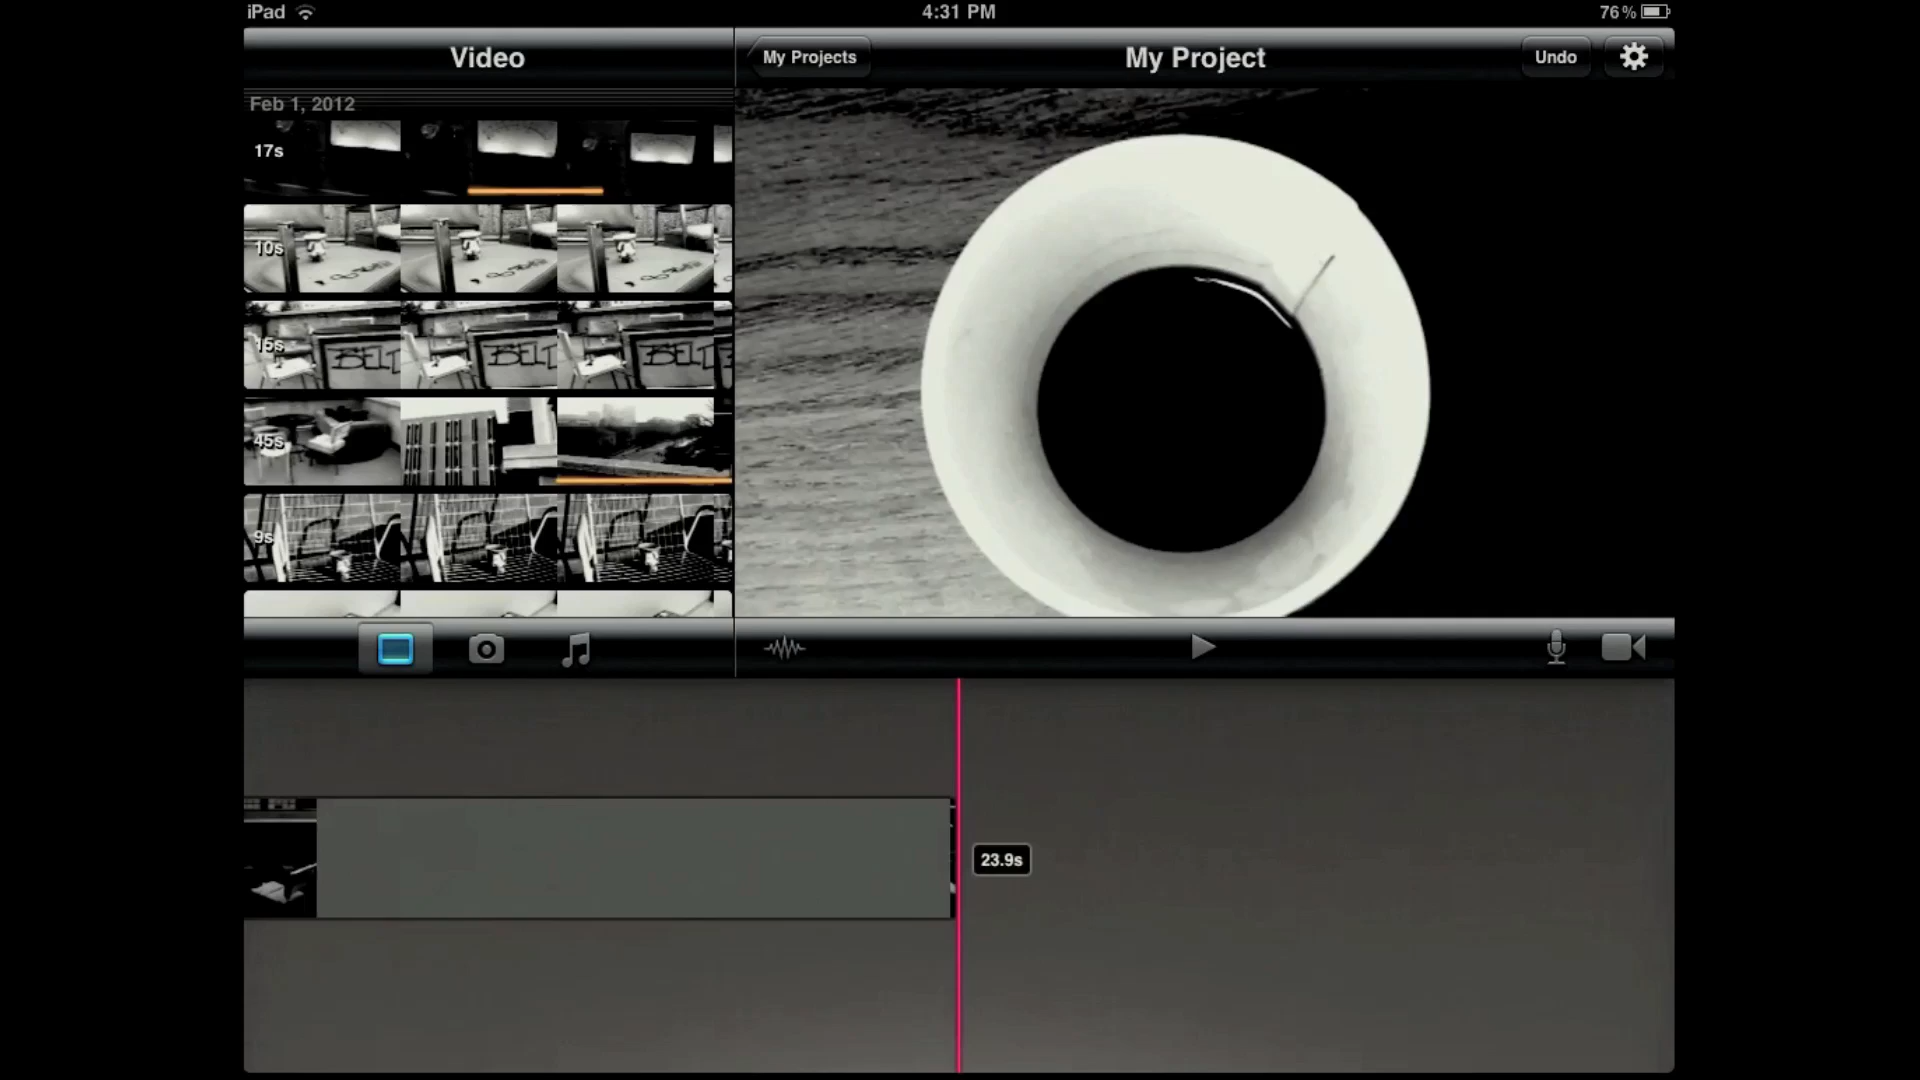 iPad
4:31 PM
76%
Video
My Projects
My Project
Undo
Feb 1, 2012
17s
10s
15s
BELT
45s
9s
23.9s